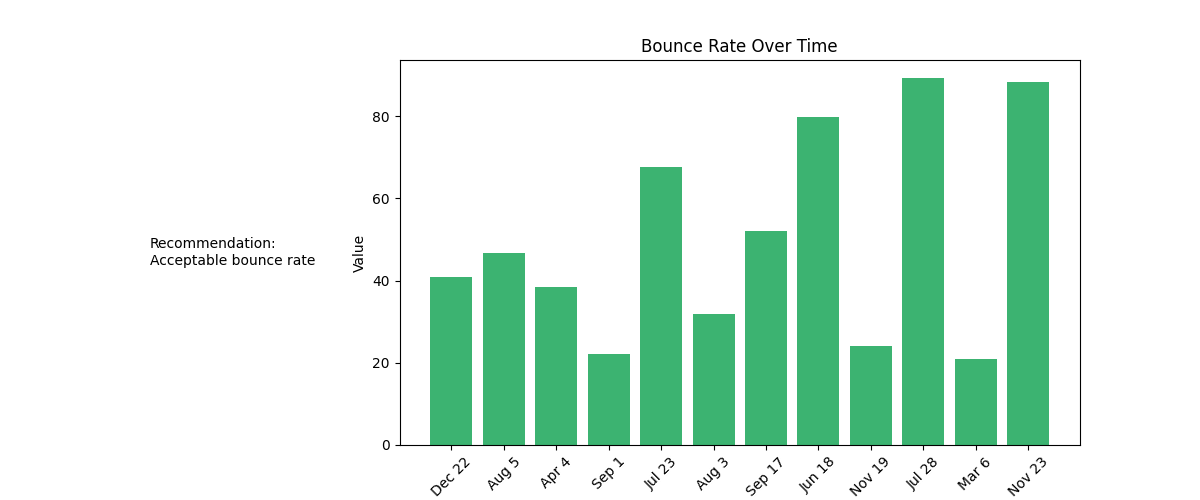 Bounce Rate Over Time
Recommendation:
Acceptable bounce rate
Value
80
60
40
20
0
Dec 22
Aug 5
Apr 4
Sep 1
Jul 23
Aug 3
Sep 17
Jun 18
Nov 19
Jul 28
Mar 6
Nov 23